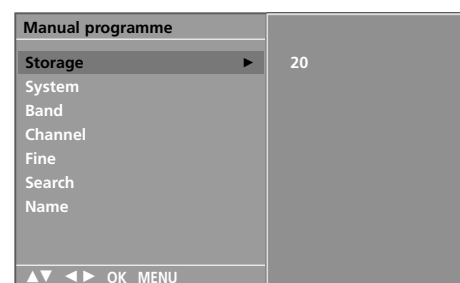 Manual programme
Storage ► 20
System
Band
Channel
Fine
Search
Name
▲▼ ◄► OK MENU